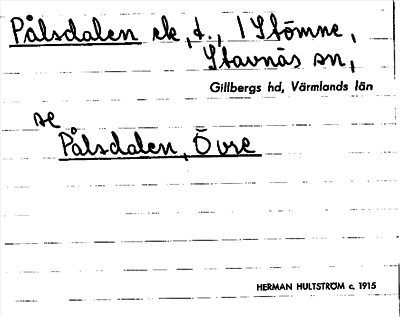 Pålsdalen ek, t., 1 Stömne,
Stavnäs sn,
Gillbergs hd, Värmlands län
se
Pålsdalen, Övre
HERMAN HULTSTRÖM c. 1915